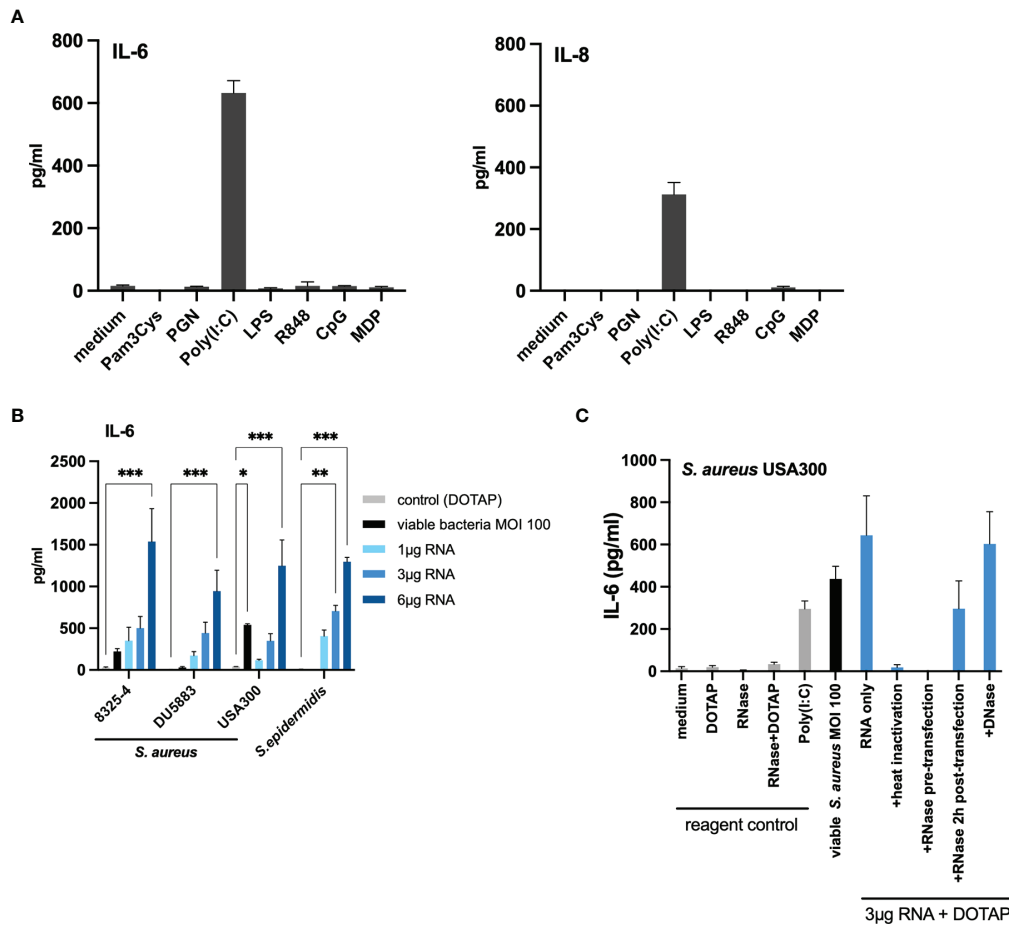 A
IL-6
800
600
400
200
0
pg/ml
medium
Pam3Cys
PGN
Poly(I:C)
LPS
R848
CpG
MDP
IL-8
800
600
400
200
0
pg/ml
medium
Pam3Cys
PGN
Poly(I:C)
LPS
R848
CpG
MDP
B
IL-6
2500
2000
1500
1000
500
0
pg/ml
***
***
*
***
**
***
8325-4
DU5883
USA300
S.epidermidis
S. aureus
control (DOTAP)
viable bacteria MOI 100
1µg RNA
3µg RNA
6µg RNA
C
S. aureus USA300
1000
800
600
400
200
0
IL-6 (pg/ml)
medium
DOTAP
RNase
RNase+DOTAP
Poly(I:C)
viable S. aureus MOI 100
RNA only
+heat inactivation
+RNase pre-transfection
+RNase 2h post-transfection
+DNase
reagent control
3µg RNA + DOTAP